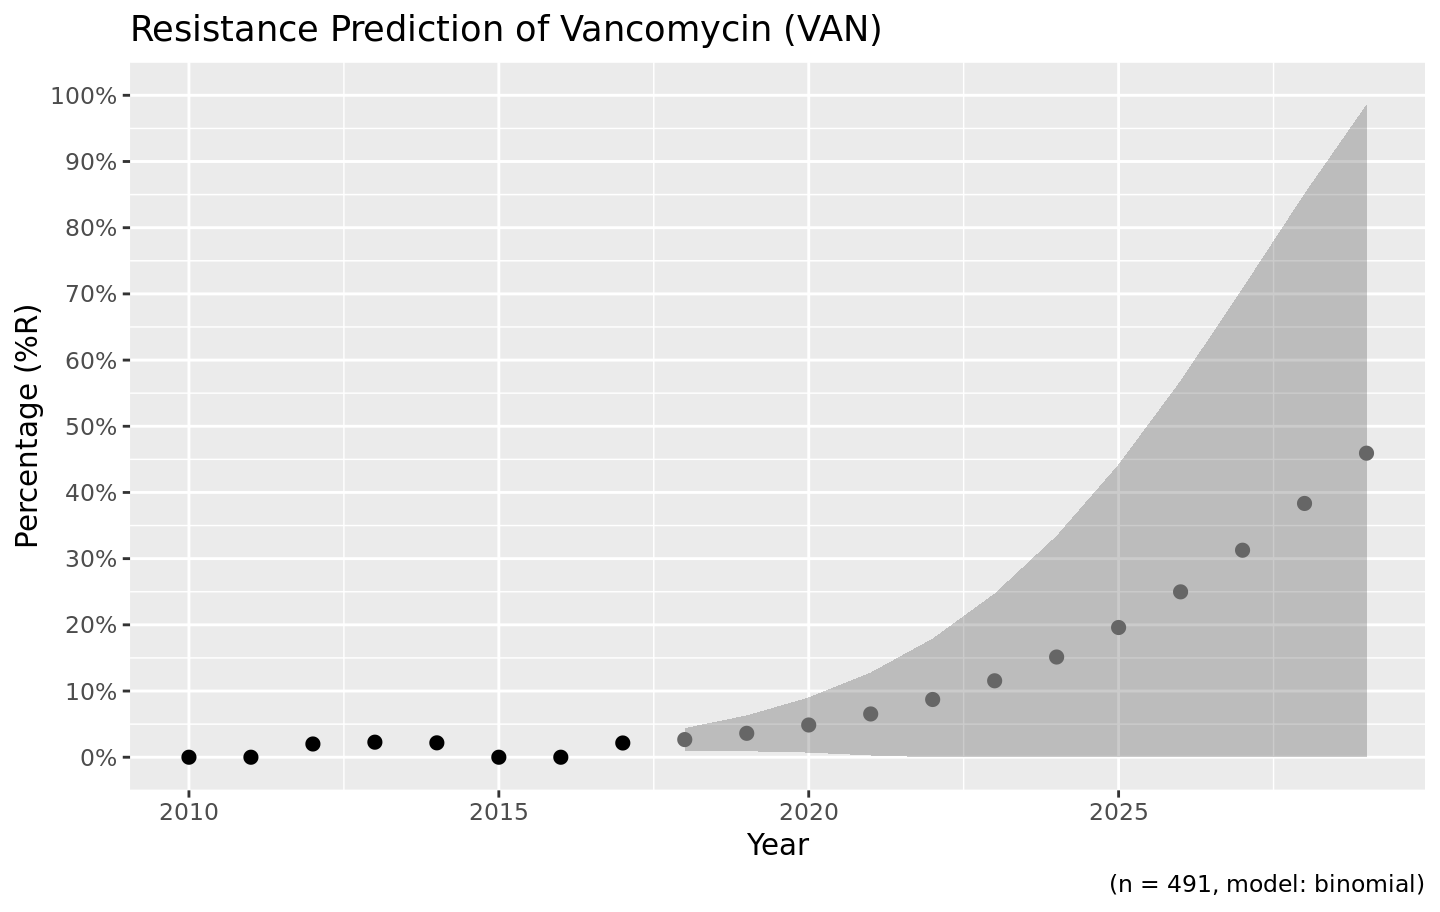 Resistance Prediction of Vancomycin (VAN)
100%
90%
80%
70%
60%
50%
40%
30%
20%
10%
0%
Percentage (%R)
2010 2015 2020 2025
Year
(n = 491, model: binomial)